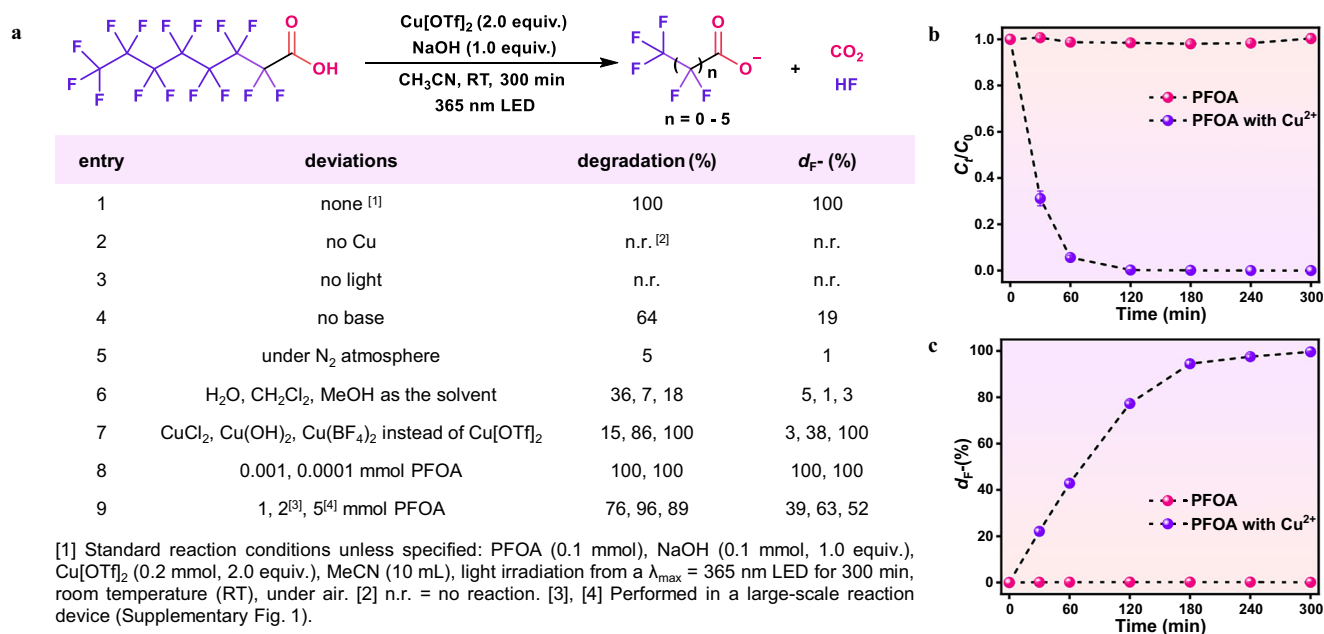 a
F F F F F F O
F
F OH
F F F F F F F
Cu[OTf]2 (2.0 equiv.)
NaOH (1.0 equiv.)
CH3CN, RT, 300 min
365 nm LED
F F O
F ( ) n O−
F F
n = 0 - 5
+
CO2
HF
entry deviations degradation (%) dF- (%)
1 none [1] 100 100
2 no Cu n.r. [2] n.r.
3 no light n.r. n.r.
4 no base 64 19
5 under N2 atmosphere 5 1
6 H2O, CH2Cl2, MeOH as the solvent 36, 7, 18 5, 1, 3
7 CuCl2, Cu(OH)2, Cu(BF4)2 instead of Cu[OTf]2 15, 86, 100 3, 38, 100
8 0.001, 0.0001 mmol PFOA 100, 100 100, 100
9 1, 2[3], 5[4] mmol PFOA 76, 96, 89 39, 63, 52
[1] Standard reaction conditions unless specified: PFOA (0.1 mmol), NaOH (0.1 mmol, 1.0 equiv.),
Cu[OTf]2 (0.2 mmol, 2.0 equiv.), MeCN (10 mL), light irradiation from a λmax = 365 nm LED for 300 min,
room temperature (RT), under air. [2] n.r. = no reaction. [3], [4] Performed in a large-scale reaction
device (Supplementary Fig. 1).
b
Ct/C0
1.0
0.8
0.6
0.4
0.2
0.0
PFOA
PFOA with Cu2+
0 60 120 180 240 300
Time (min)
c
dF-(%)
100
80
60
40
20
0
PFOA
PFOA with Cu2+
0 60 120 180 240 300
Time (min)